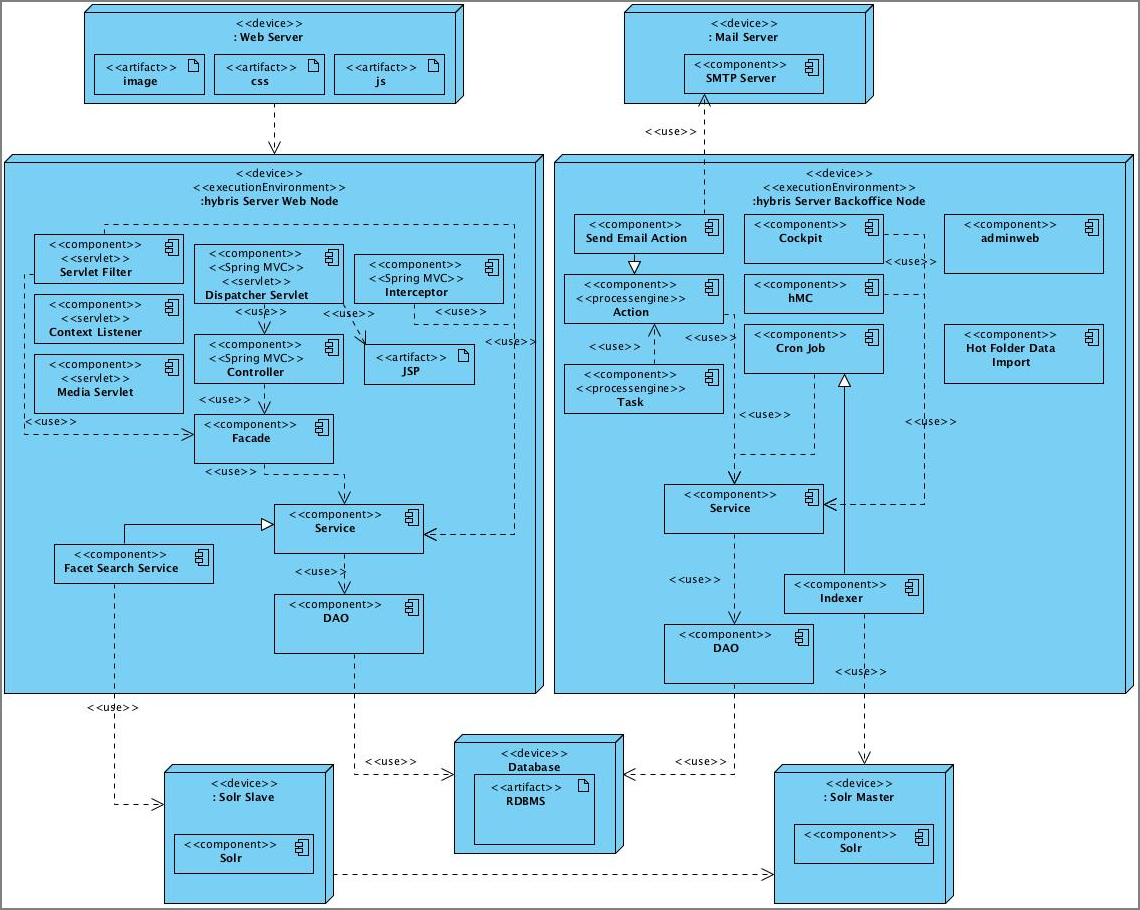 <<device>>
: Web Server
<<artifact>>
image
<<artifact>>
css
<<artifact>>
js
<<device>>
: Mail Server
<<component>>
SMTP Server
<<use>>
<<device>>
<<executionEnvironment>>
:hybris Server Web Node
<<component>>
<<servlet>>
Servlet Filter
<<component>>
<<Spring MVC>>
<<servlet>>
Dispatcher Servlet
<<component>>
<<Spring MVC>>
Interceptor
<<component>>
<<servlet>>
Context Listener
<<use>>
<<use>>
<<use>>
<<use>>
<<component>>
<<Spring MVC>>
Controller
<<artifact>>
JSP
<<component>>
<<servlet>>
Media Servlet
<<use>>
<<use>>
<<component>>
Facade
<<use>>
<<component>>
Service
<<component>>
Facet Search Service
<<use>>
<<component>>
DAO
<<device>>
<<executionEnvironment>>
:hybris Server Backoffice Node
<<component>>
Send Email Action
<<component>>
Cockpit
<<component>>
adminweb
<<use>>
<<component>>
<<processengine>>
Action
<<component>>
hMC
<<use>>
<<use>>
<<component>>
Cron Job
<<component>>
Hot Folder Data
Import
<<component>>
<<processengine>>
Task
<<use>>
<<use>>
<<component>>
Service
<<use>>
<<component>>
Indexer
<<component>>
DAO
<<use>>
<<use>>
<<use>>
<<use>>
<<device>>
: Solr Slave
<<component>>
Solr
<<device>>
Database
<<artifact>>
RDBMS
<<device>>
: Solr Master
<<component>>
Solr